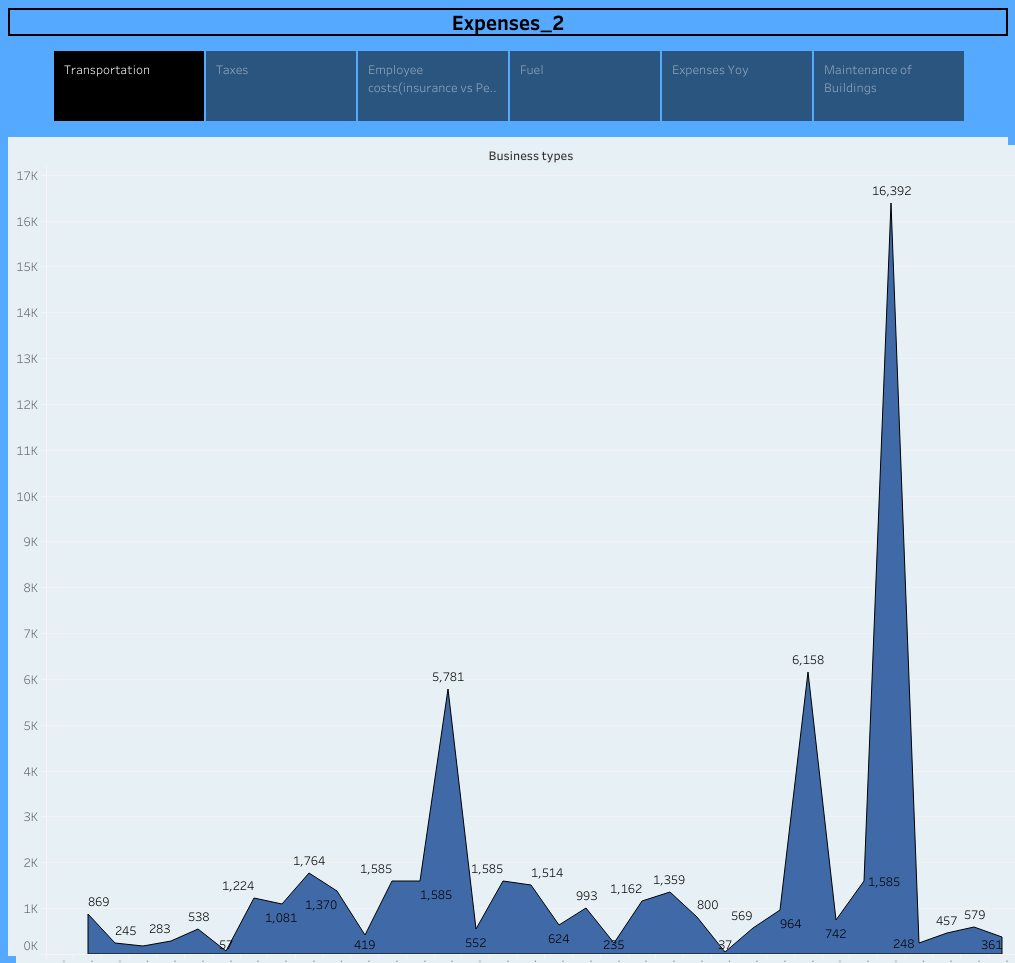 Expenses_2
Transportation
Taxes
Employee
costs(insurance vs Pe..
Fuel
Expenses Yoy
Maintenance of
Buildings
Business types
17K
16K
15K
14K
13K
12K
11K
10K
9K
8K
7K
6K
5K
4K
3K
2K
1K
0K
869
245
283
538
57
1,224
1,081
1,764
1,370
419
1,585
1,585
5,781
552
1,585
1,514
624
993
235
1,162
1,359
800
37
569
964
6,158
742
1,585
16,392
248
457
579
361